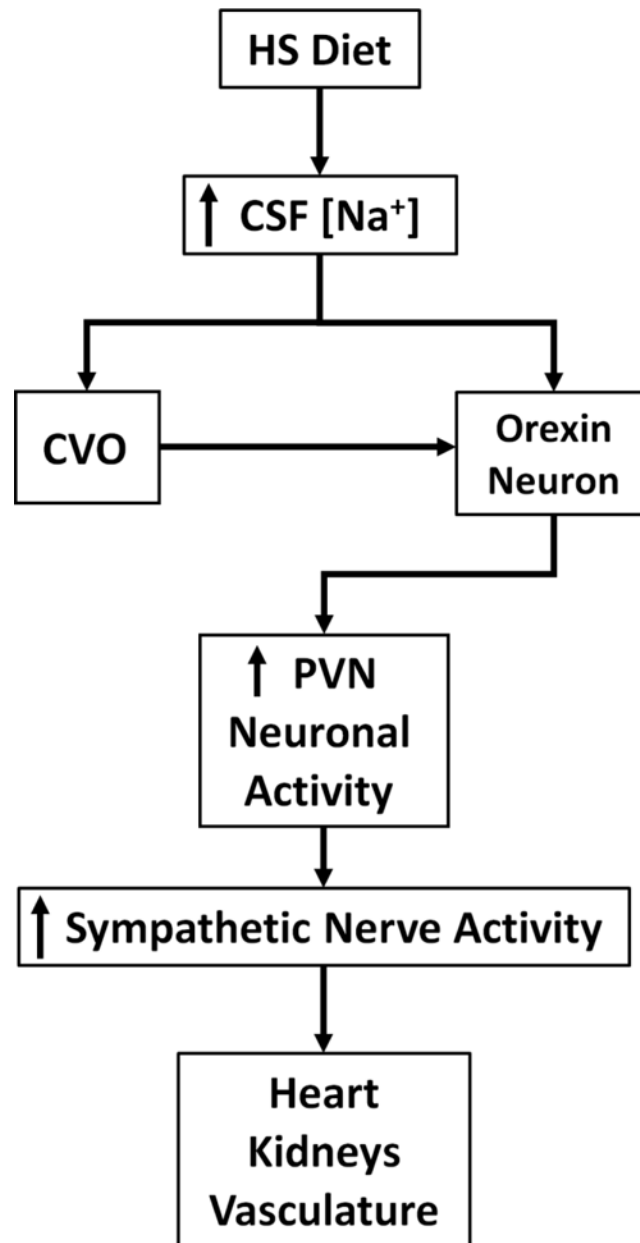 HS Diet
↑ CSF [Na⁺]
CVO
Orexin
Neuron
↑ PVN
Neuronal
Activity
↑ Sympathetic Nerve Activity
Heart
Kidneys
Vasculature